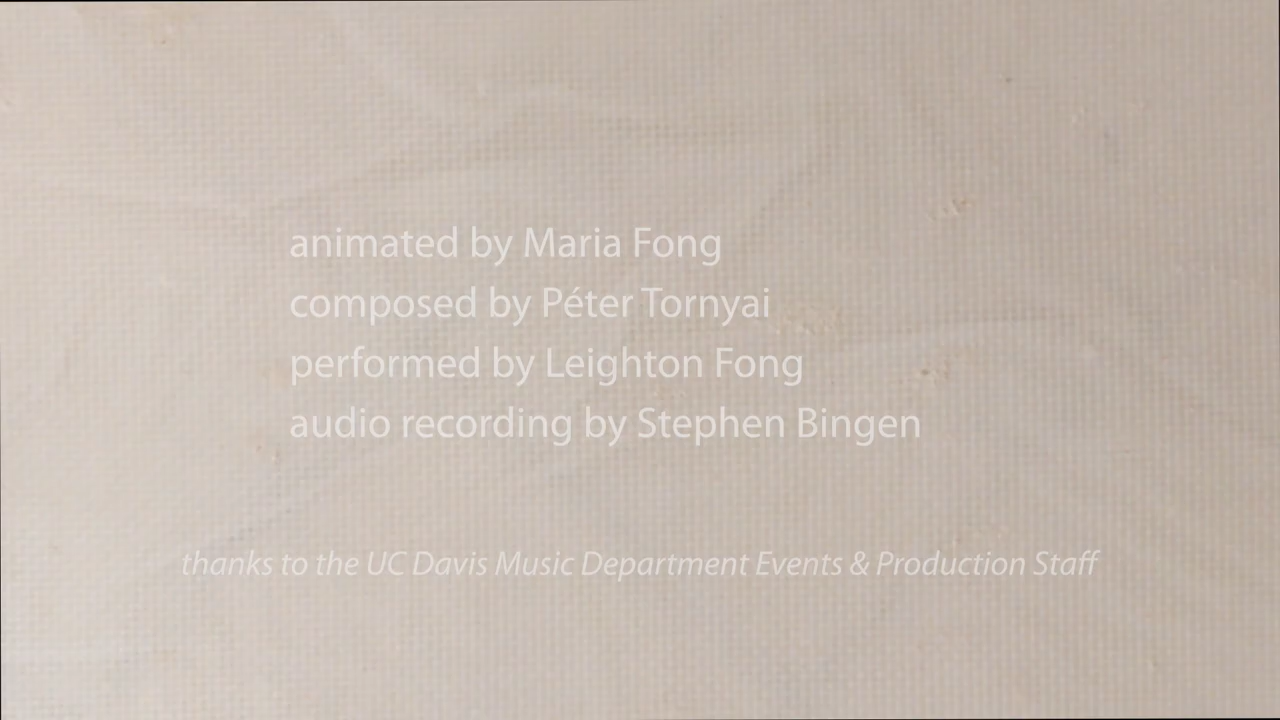 animated by Maria Fong
composed by Péter Tornyai
performed by Leighton Fong
audio recording by Stephen Bingen
thanks to the UC Davis Music Department Events & Production Staff